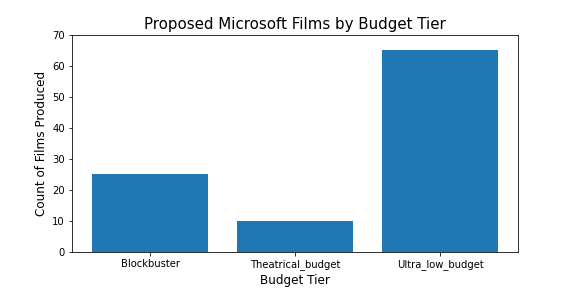 Proposed Microsoft Films by Budget Tier
Count of Films Produced
70
60
50
40
30
20
10
0
Blockbuster Theatrical_budget Ultra_low_budget
Budget Tier